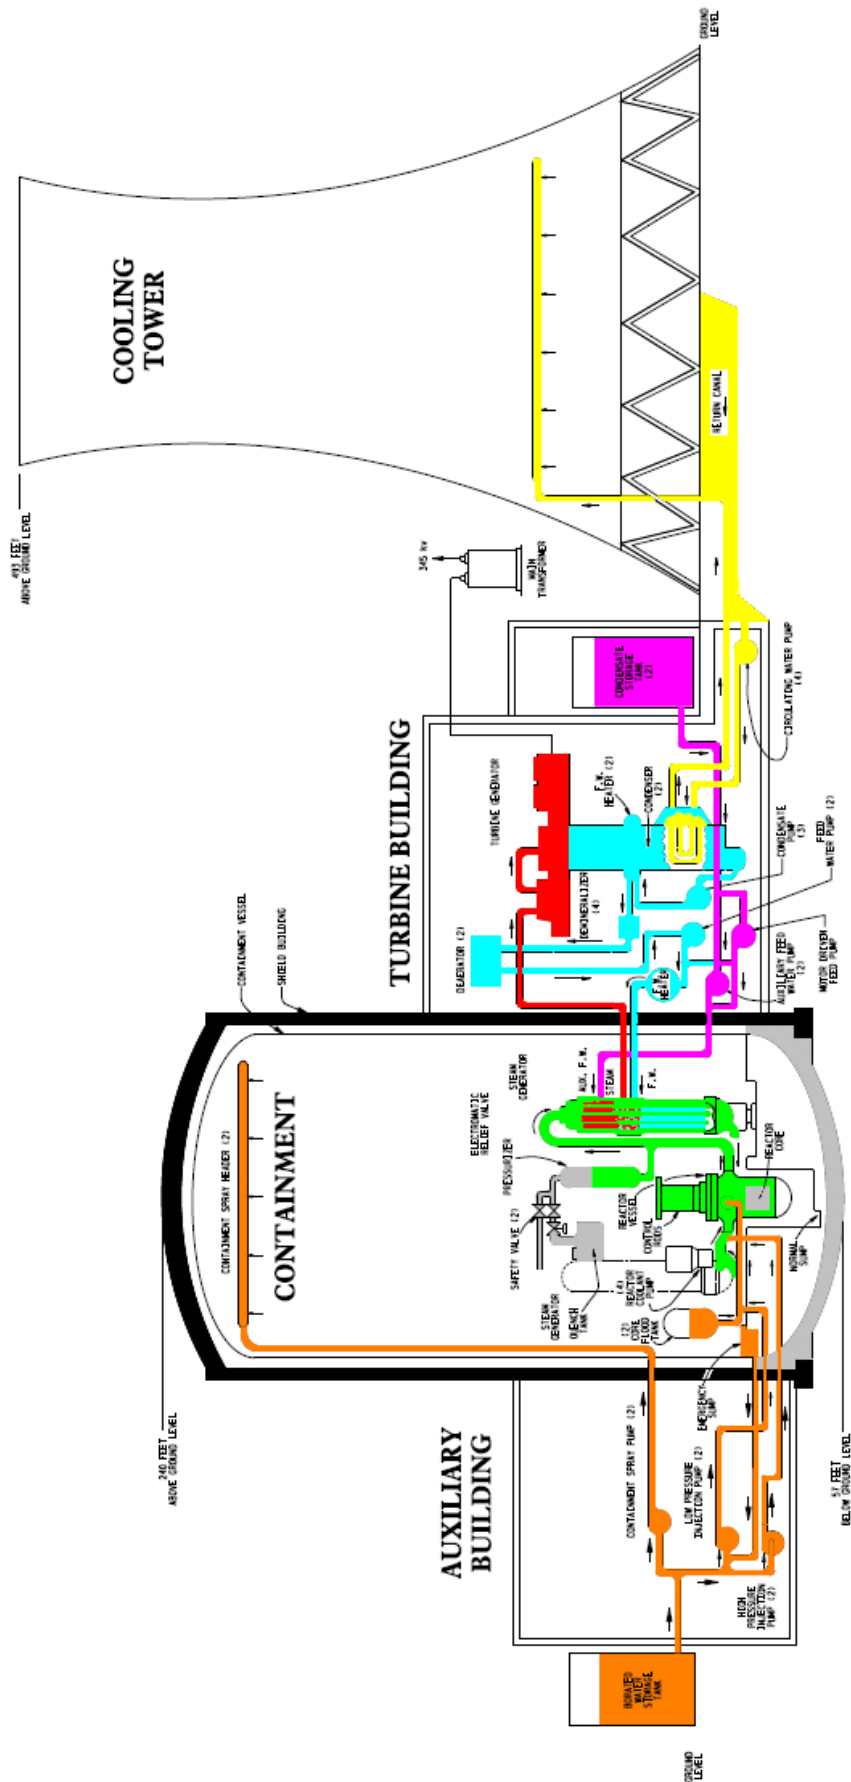 GROUND
LEVEL
COOLING
TOWER
493 FEET
ABOVE GROUND LEVEL
RETURN CANAL
345 kv
MAIN
TRANSFORMER
CONDENSATE
STORAGE
TANK
(2)
CIRCULATING WATER PUMP
(4)
TURBINE BUILDING
TURBINE GENERATOR
F.W.
HEATER (2)
CONDENSER
(2)
CONDENSATE
PUMP
(3)
FEED
WATER PUMP (2)
DEMINERALIZER
(4)
DEAERATOR (2)
F.W.
HEATER
AUXILIARY FEED
WATER PUMP
(2)
MOTOR DRIVEN
FEED PUMP
CONTAINMENT VESSEL
SHIELD BUILDING
CONTAINMENT SPRAY HEADER (2)
CONTAINMENT
AUX. F.W.
STEAM
F.W.
STEAM
GENERATOR
ELECTROMATIC
RELIEF VALVE
PRESSURIZER
SAFETY VALVE (2)
REACTOR
VESSEL
CONTROL
RODS
REACTOR
CORE
NORMAL
SUMP
STEAM
GENERATOR
QUENCH
TANK
(4)
REACTOR
COOLANT
PUMP
(2)
CORE
FLOOD
TANK
EMERGENCY
SUMP
240 FEET
ABOVE GROUND LEVEL
57 FEET
BELOW GROUND LEVEL
AUXILIARY
BUILDING
CONTAINMENT SPRAY PUMP (2)
LOW PRESSURE
INJECTION PUMP (2)
HIGH
PRESSURE
INJECTION
PUMP (2)
BORATED
WATER
STORAGE
TANK
GROUND
LEVEL